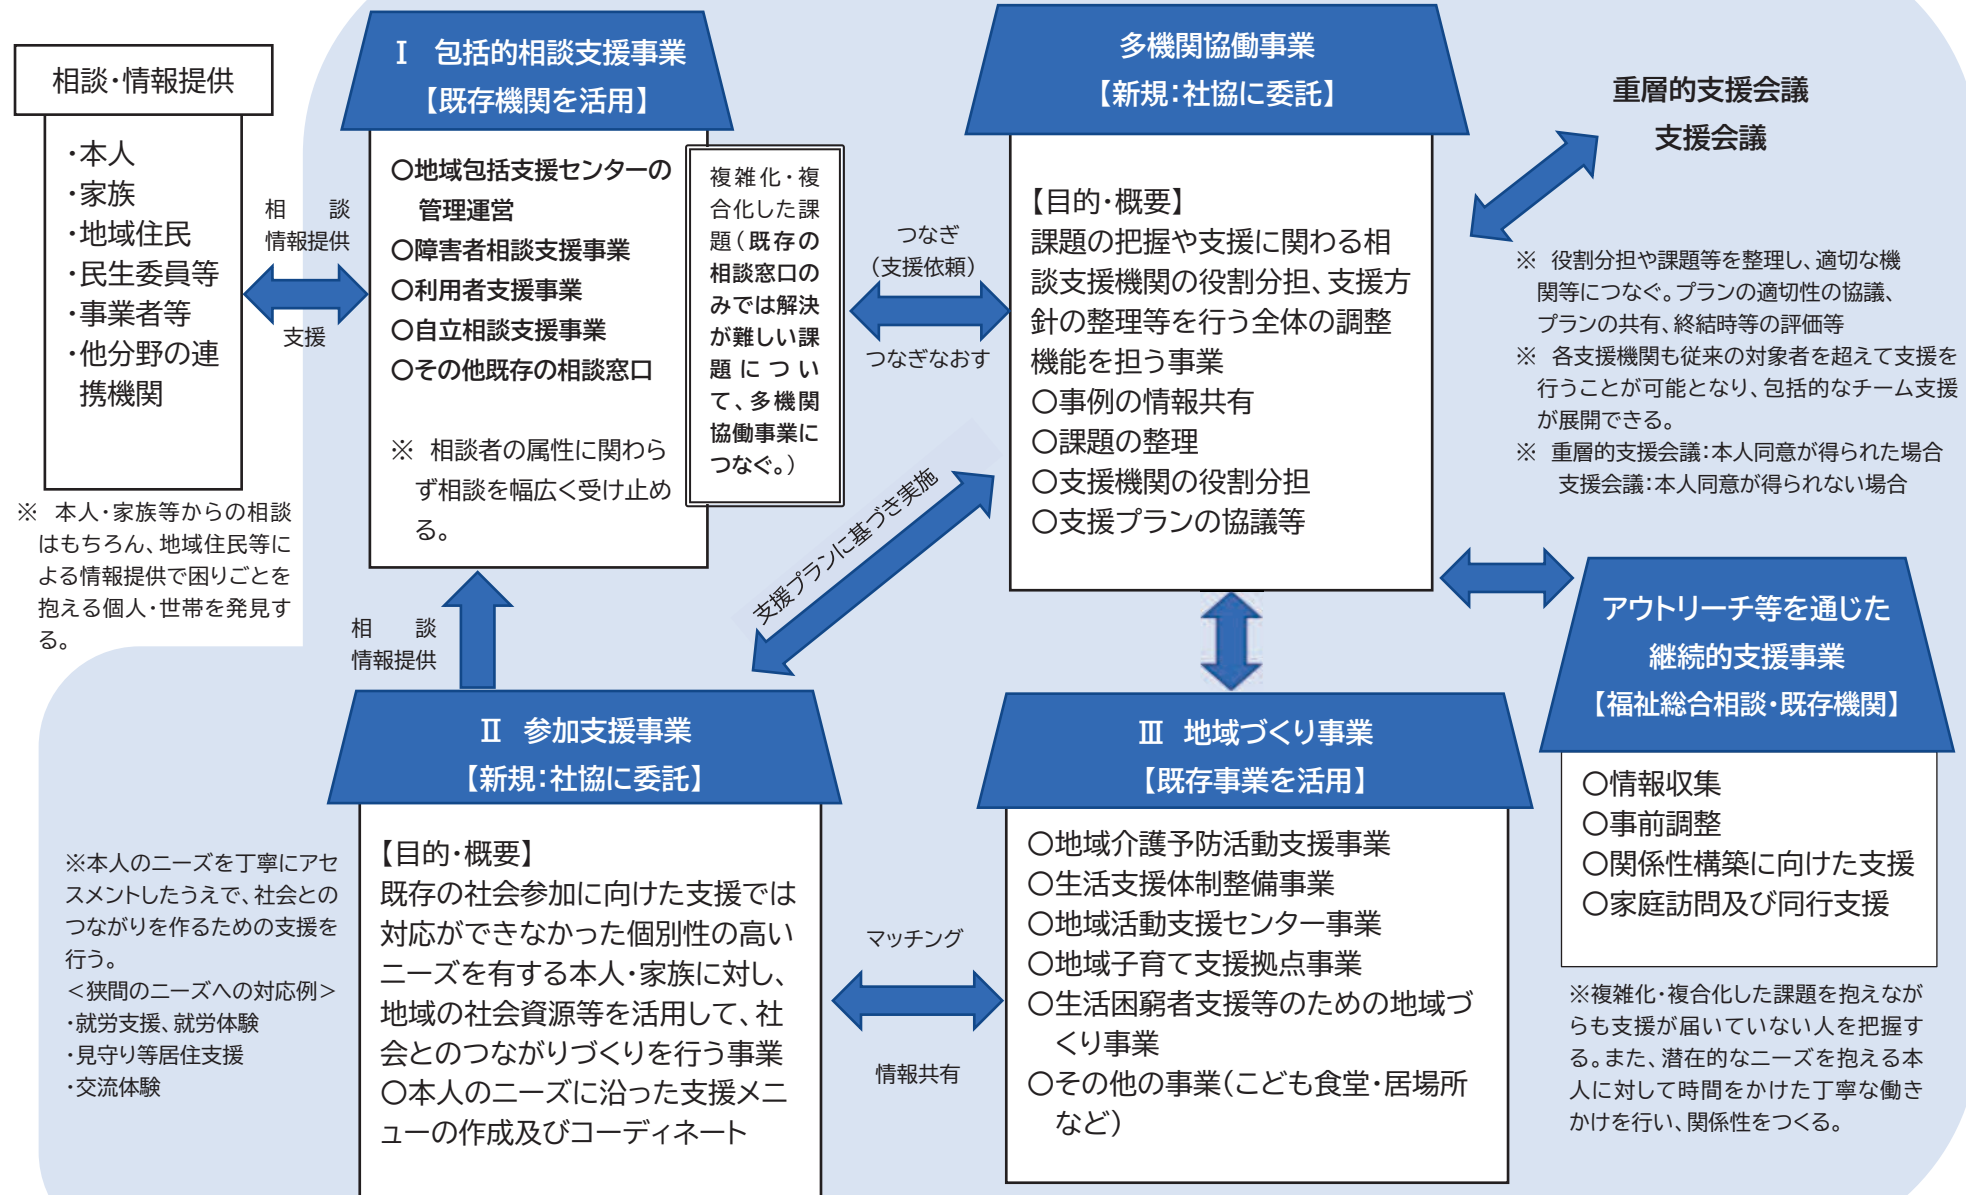 相談・情報提供
・本人
・家族
・地域住民
・民生委員等
・事業者等
・他分野の連
携機関
※ 本人・家族等からの相談
はもちろん、地域住民等に
よる情報提供で困りごとを
抱える個人・世帯を発見す
る。
相 談
情報提供
支援
Ⅰ 包括的相談支援事業
【既存機関を活用】
〇地域包括支援センターの
管理運営
〇障害者相談支援事業
〇利用者支援事業
〇自立相談支援事業
〇その他既存の相談窓口
※ 相談者の属性に関わら
ず相談を幅広く受け止め
る。
複雑化・複
合化した課
題（既存の
相談窓口の
みでは解決
が難しい課
題につい
て、多機関
協働事業に
つなぐ。）
つなぎ
（支援依頼）
つなぎなおす
多機関協働事業
【新規：社協に委託】
【目的・概要】
課題の把握や支援に関わる相
談支援機関の役割分担、支援方
針の整理等を行う全体の調整
機能を担う事業
〇事例の情報共有
〇課題の整理
〇支援機関の役割分担
〇支援プランの協議等
重層的支援会議
支援会議
※ 役割分担や課題等を整理し、適切な機
関等につなぐ。プランの適切性の協議、
プランの共有、終結時等の評価等
※ 各支援機関も従来の対象者を超えて支援を
行うことが可能となり、包括的なチーム支援
が展開できる。
※ 重層的支援会議：本人同意が得られた場合
支援会議：本人同意が得られない場合
支援プランに基づき実施
相 談
情報提供
アウトリーチ等を通じた
継続的支援事業
【福祉総合相談・既存機関】
〇情報収集
〇事前調整
〇関係性構築に向けた支援
〇家庭訪問及び同行支援
※複雑化・複合化した課題を抱えなが
らも支援が届いていない人を把握す
る。また、潜在的なニーズを抱える本
人に対して時間をかけた丁寧な働き
かけを行い、関係性をつくる。
Ⅱ 参加支援事業
【新規：社協に委託】
【目的・概要】
既存の社会参加に向けた支援では
対応ができなかった個別性の高い
ニーズを有する本人・家族に対し、
地域の社会資源等を活用して、社
会とのつながりづくりを行う事業
〇本人のニーズに沿った支援メニ
ューの作成及びコーディネート
※本人のニーズを丁寧にアセ
スメントしたうえで、社会との
つながりを作るための支援を
行う。
＜狭間のニーズへの対応例＞
・就労支援、就労体験
・見守り等居住支援
・交流体験
マッチング
情報共有
Ⅲ 地域づくり事業
【既存事業を活用】
〇地域介護予防活動支援事業
〇生活支援体制整備事業
〇地域活動支援センター事業
〇地域子育て支援拠点事業
〇生活困窮者支援等のための地域づ
くり事業
〇その他の事業（こども食堂・居場所
など）